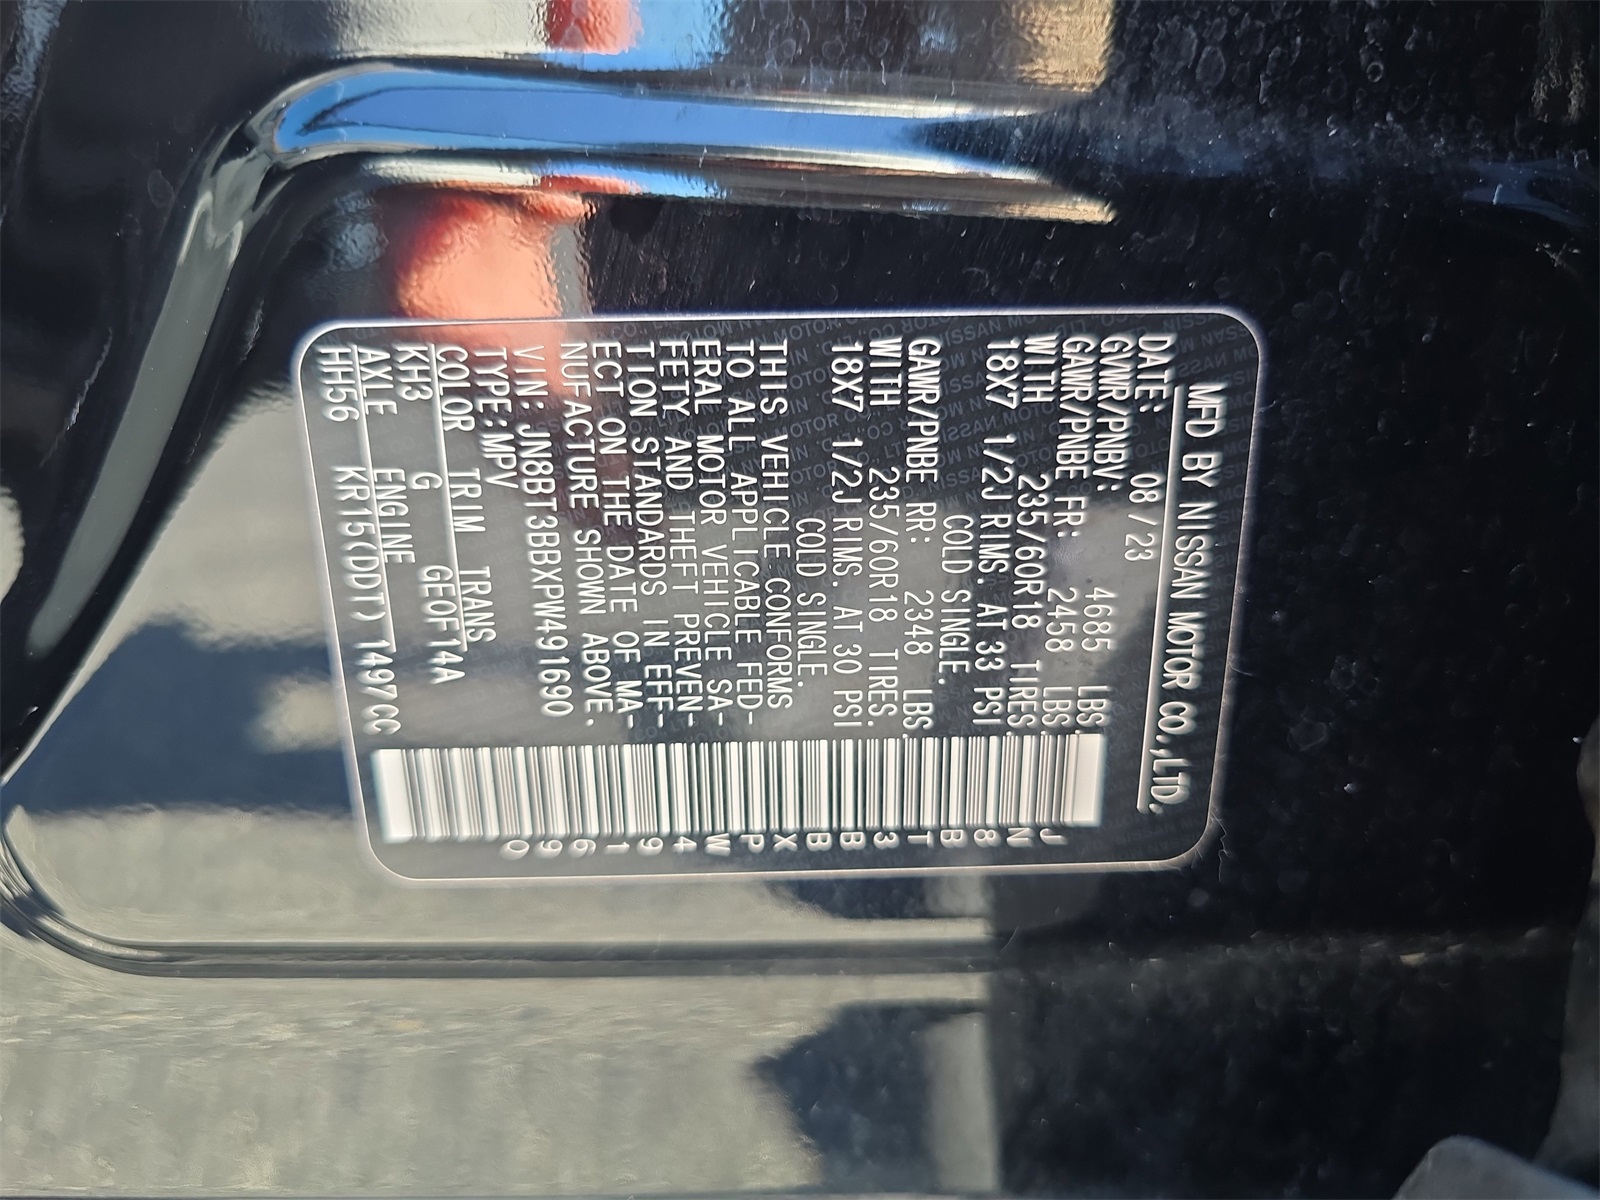 MFD BY NISSAN MOTOR CO.,LTD.
DATE: 08/23
GVWR/PNBV: 4685 LBS.
GAWR/PNBE FR: 2458 LBS.
WITH 235/60R18 TIRES.
18X7 1/2J RIMS. AT 33 PSI
COLD SINGLE.
GAWR/PNBE RR: 2348 LBS.
WITH 235/60R18 TIRES.
18X7 1/2J RIMS. AT 30 PSI
COLD SINGLE.
THIS VEHICLE CONFORMS
TO ALL APPLICABLE FED-
ERAL MOTOR VEHICLE SA-
FETY AND THEFT PREVEN-
TION STANDARDS IN EFF-
ECT ON THE DATE OF MA-
NUFACTURE SHOWN ABOVE.
VIN: JN8BT3BBXPW491690
TYPE:MPV
COLOR TRIM TRANS
KH3 G GE0F14A
AXLE ENGINE
HH56 KR15(DDT) 1497CC
JN8BT3BBXPW491690